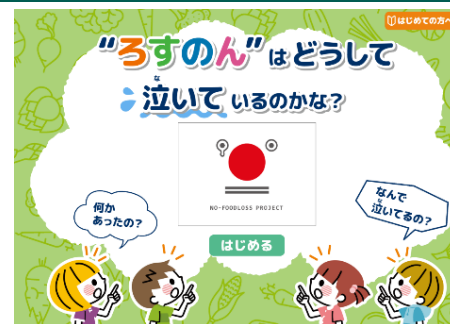 はじめての方へ
“ろすのん”はどうして
泣いているのかな?
な
NO-FOODLOSS PROJECT
何か
あったの?
なんで
泣いてるの?
な
はじめる